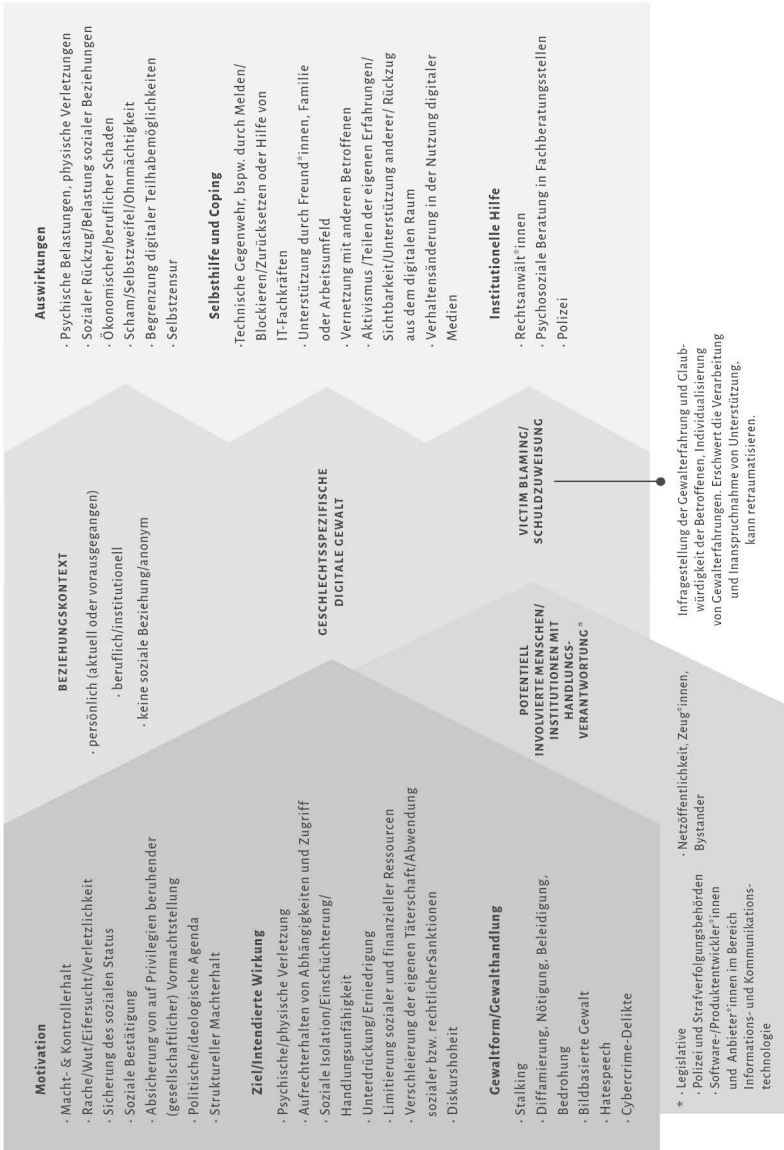 Motivation
· Macht- & Kontrollerhalt
· Rache/Wut/Eifersucht/Verletzlichkeit
· Sicherung des sozialen Status
· Soziale Bestätigung
· Absicherung von auf Privilegien beruhender
(gesellschaftlicher) Vormachtstellung
· Politische/ideologische Agenda
· Struktureller Machterhalt
Ziel/Intendierte Wirkung
· Psychische/physische Verletzung
· Aufrechterhalten von Abhängigkeiten und Zugriff
· Soziale Isolation/Einschüchterung/
Handlungsunfähigkeit
· Unterdrückung/Erniedrigung
· Limitierung sozialer und finanzieller Ressourcen
· Verschleierung der eigenen Täterschaft/Abwendung
sozialer bzw. rechtlicherSanktionen
· Diskurshoheit
Gewaltform/Gewalthandlung
· Stalking
· Diffamierung, Nötigung, Beleidigung,
Bedrohung
· Bildbasierte Gewalt
· Hatespeech
· Cybercrime-Delikte
BEZIEHUNGSKONTEXT
· persönlich (aktuell oder vorausgegangen)
· beruflich/institutionell
· keine soziale Beziehung/anonym
GESCHLECHTSSPEZIFISCHE
DIGITALE GEWALT
POTENTIELL
INVOLVIERTE MENSCHEN/
INSTITUTIONEN MIT
HANDLUNGS-
VERANTWORTUNG*
VICTIM BLAMING/
SCHULDZUWEISUNG
Auswirkungen
· Psychische Belastungen, physische Verletzungen
· Sozialer Rückzug/Belastung sozialer Beziehungen
· Ökonomischer/beruflicher Schaden
· Scham/Selbstzweifel/Ohnmächtigkeit
· Begrenzung digitaler Teilhabemöglichkeiten
· Selbstzensur
Selbsthilfe und Coping
·Technische Gegenwehr, bspw. durch Melden/
Blockieren/Zurücksetzen oder Hilfe von
IT-Fachkräften
· Unterstützung durch Freund*innen, Familie
oder Arbeitsumfeld
· Vernetzung mit anderen Betroffenen
· Aktivismus /Teilen der eigenen Erfahrungen/
Sichtbarkeit/Unterstützung anderer/ Rückzug
aus dem digitalen Raum
· Verhaltensänderung in der Nutzung digitaler
Medien
Institutionelle Hilfe
· Rechtsanwält*innen
· Psychosoziale Beratung in Fachberatungsstellen
· Polizei
* · Legislative
· Polizei und Strafverfolgungsbehörden
· Software-/Produktentwickler*innen
und Anbieter*innen im Bereich
Informations- und Kommunikations-
technologie
· Netzöffentlichkeit, Zeug*innen,
Bystander
Infragestellung der Gewalterfahrung und Glaub-
würdigkeit der Betroffenen, Individualisierung
von Gewalterfahrungen. Erschwert die Verarbeitung
und Inanspruchnahme von Unterstützung,
kann retraumatisieren.